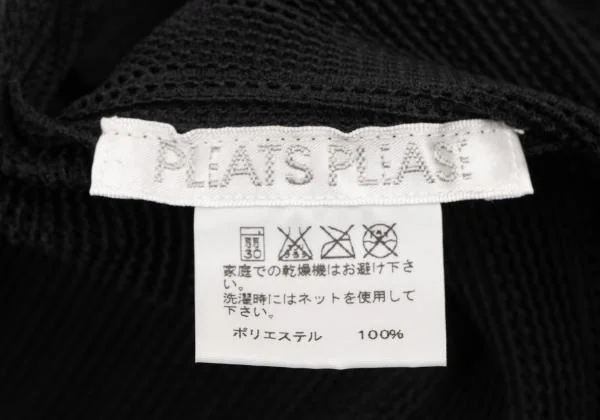 PLEATS PLEASE
30
家庭での乾燥機はお避け下さ
い。
洗濯時にはネットを使用して
下さい。
ポリエステル 100%